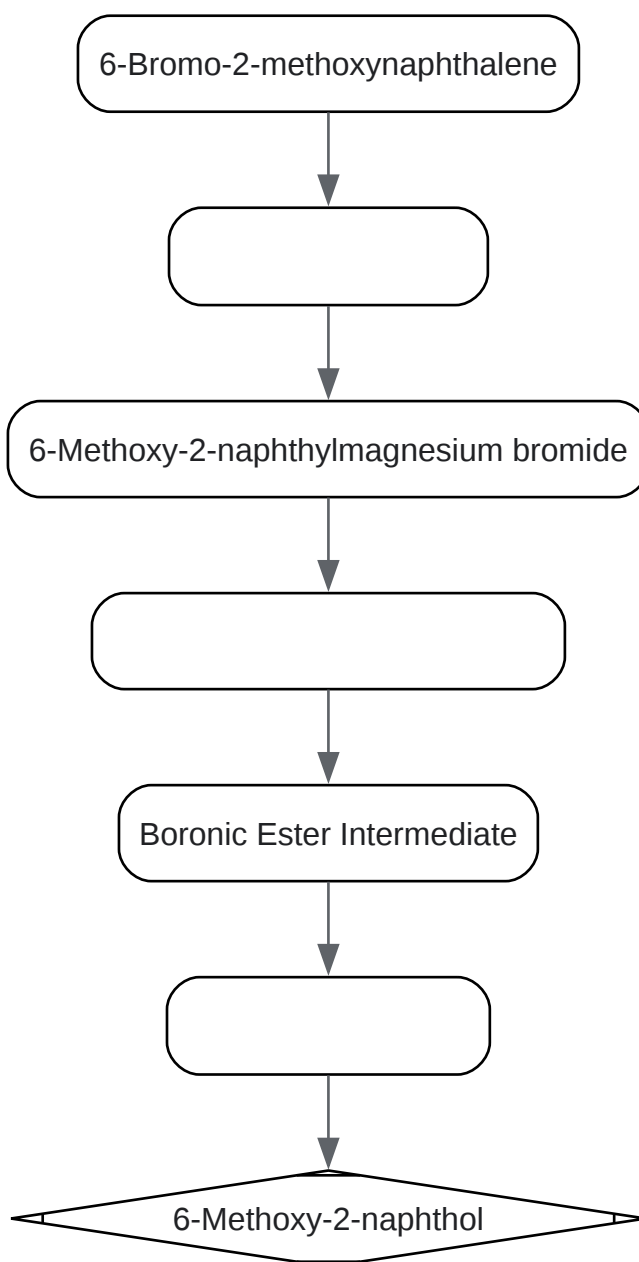 6-Bromo-2-methoxynaphthalene
6-Methoxy-2-naphthylmagnesium bromide
Boronic Ester Intermediate
6-Methoxy-2-naphthol